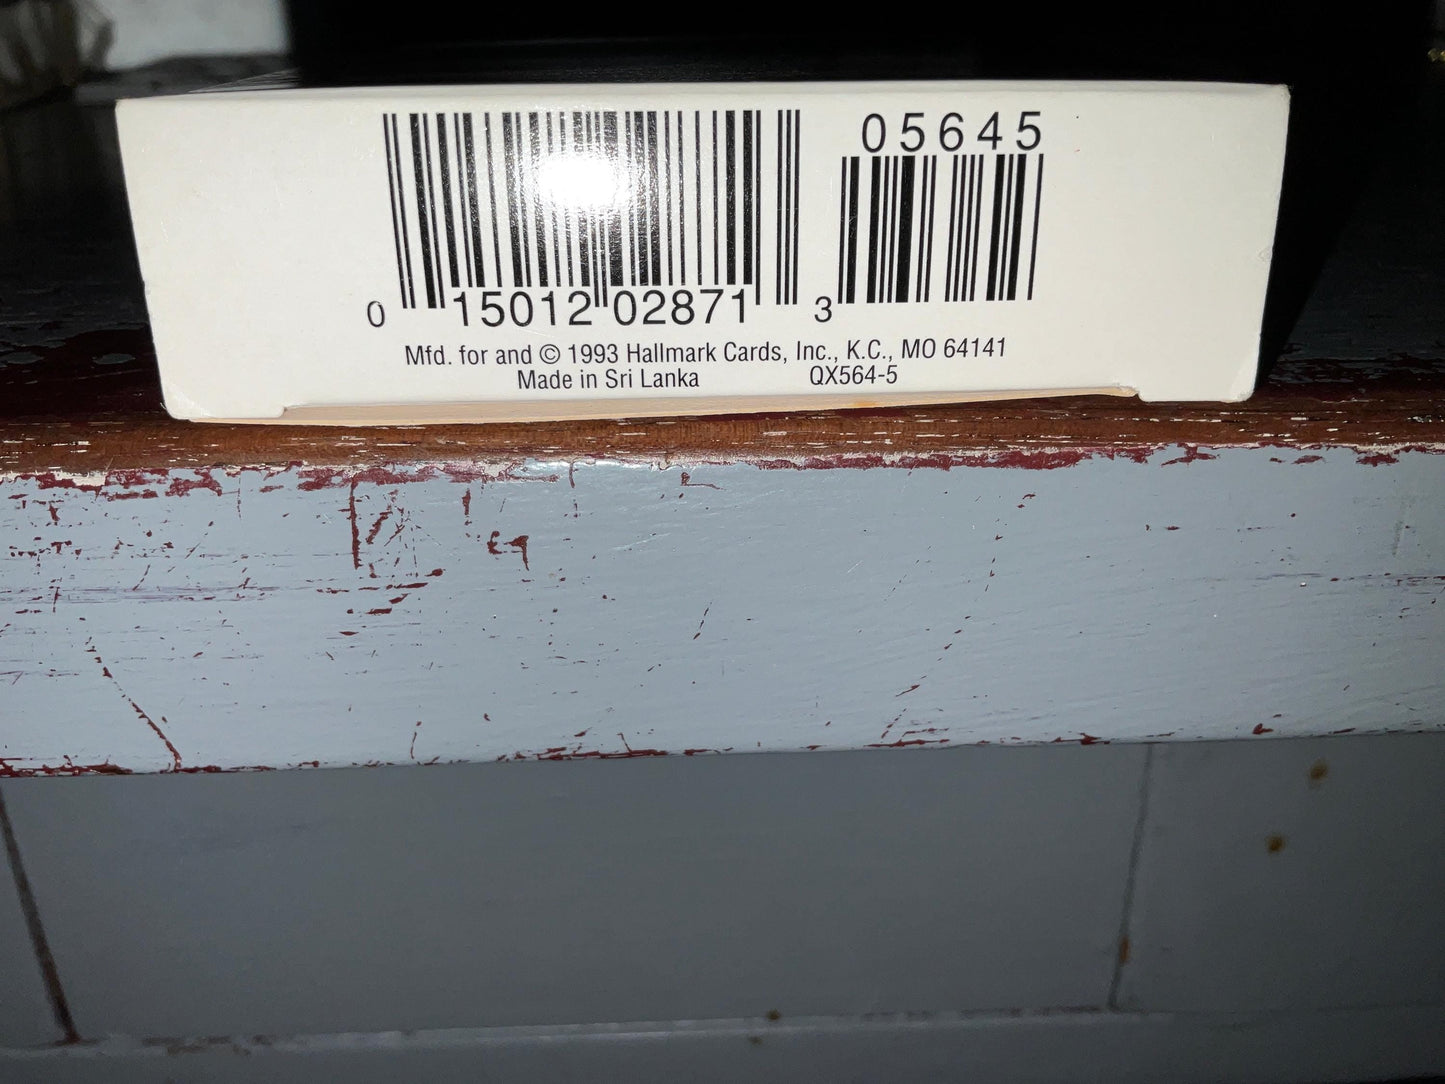 05645
0 15012 02871 3
Mfd. for and © 1993 Hallmark Cards, Inc., K.C., MO 64141
Made in Sri Lanka QX564-5